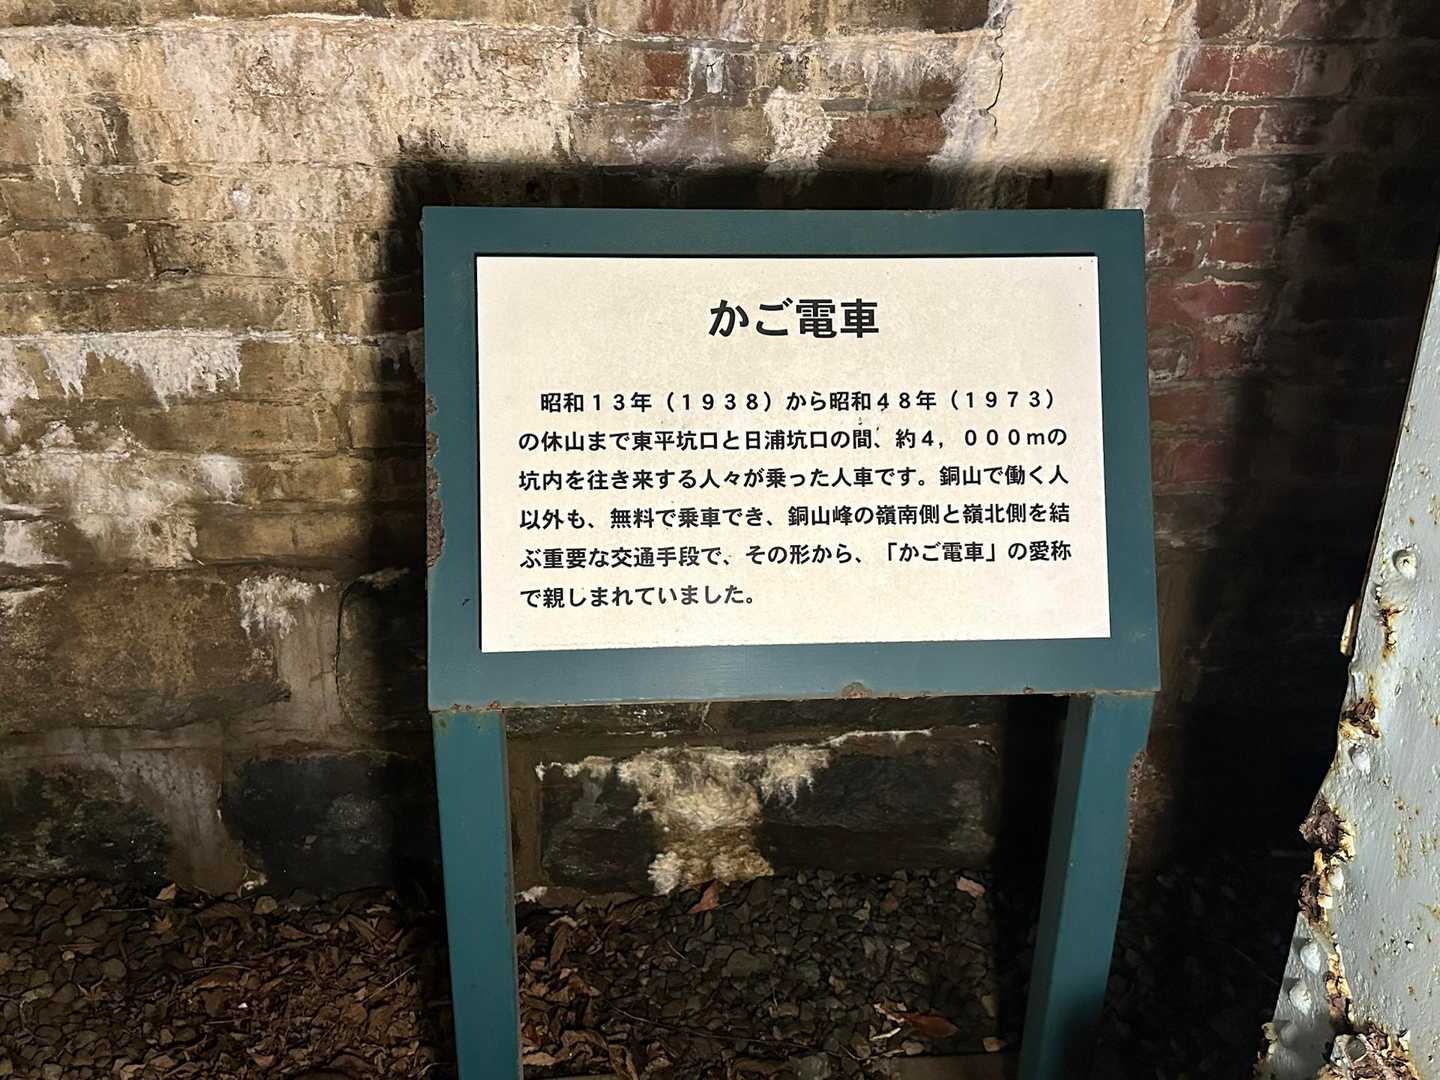 かご電車
昭和13年（1938）から昭和48年（1973）
の休山まで東平坑口と日浦坑口の間、約4，000mの
坑内を往き来する人々が乗った人車です。銅山で働く人
以外も、無料で乗車でき、銅山峰の嶺南側と嶺北側を結
ぶ重要な交通手段で、その形から、「かご電車」の愛称
で親しまれていました。